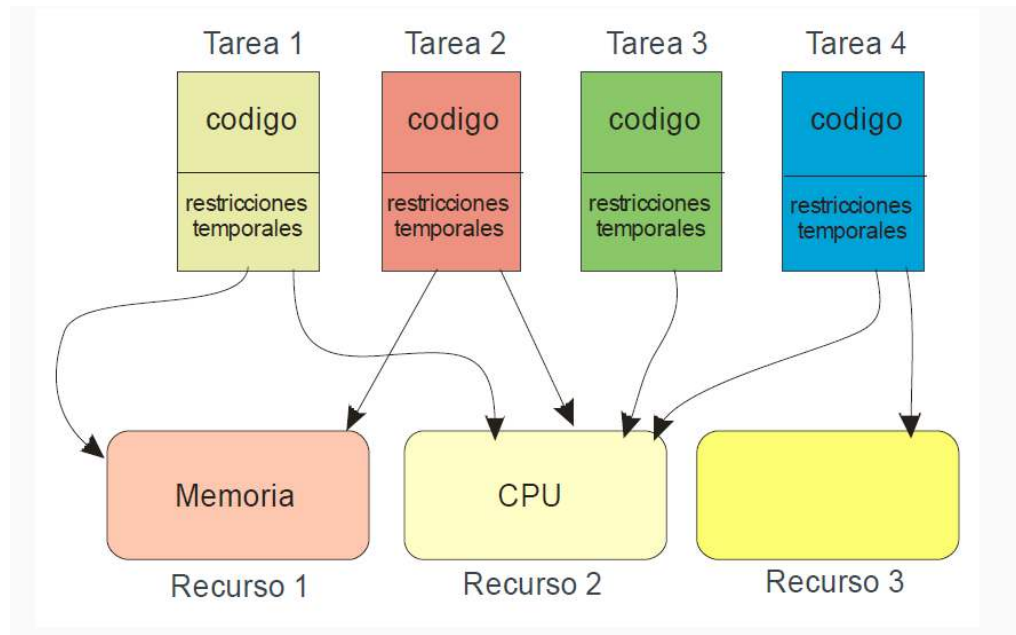 Tarea 1
Tarea 2
Tarea 3
Tarea 4
codigo
codigo
codigo
codigo
restricciones
temporales
restricciones
temporales
restricciones
temporales
restricciones
temporales
Memoria
CPU
Recurso 1
Recurso 2
Recurso 3